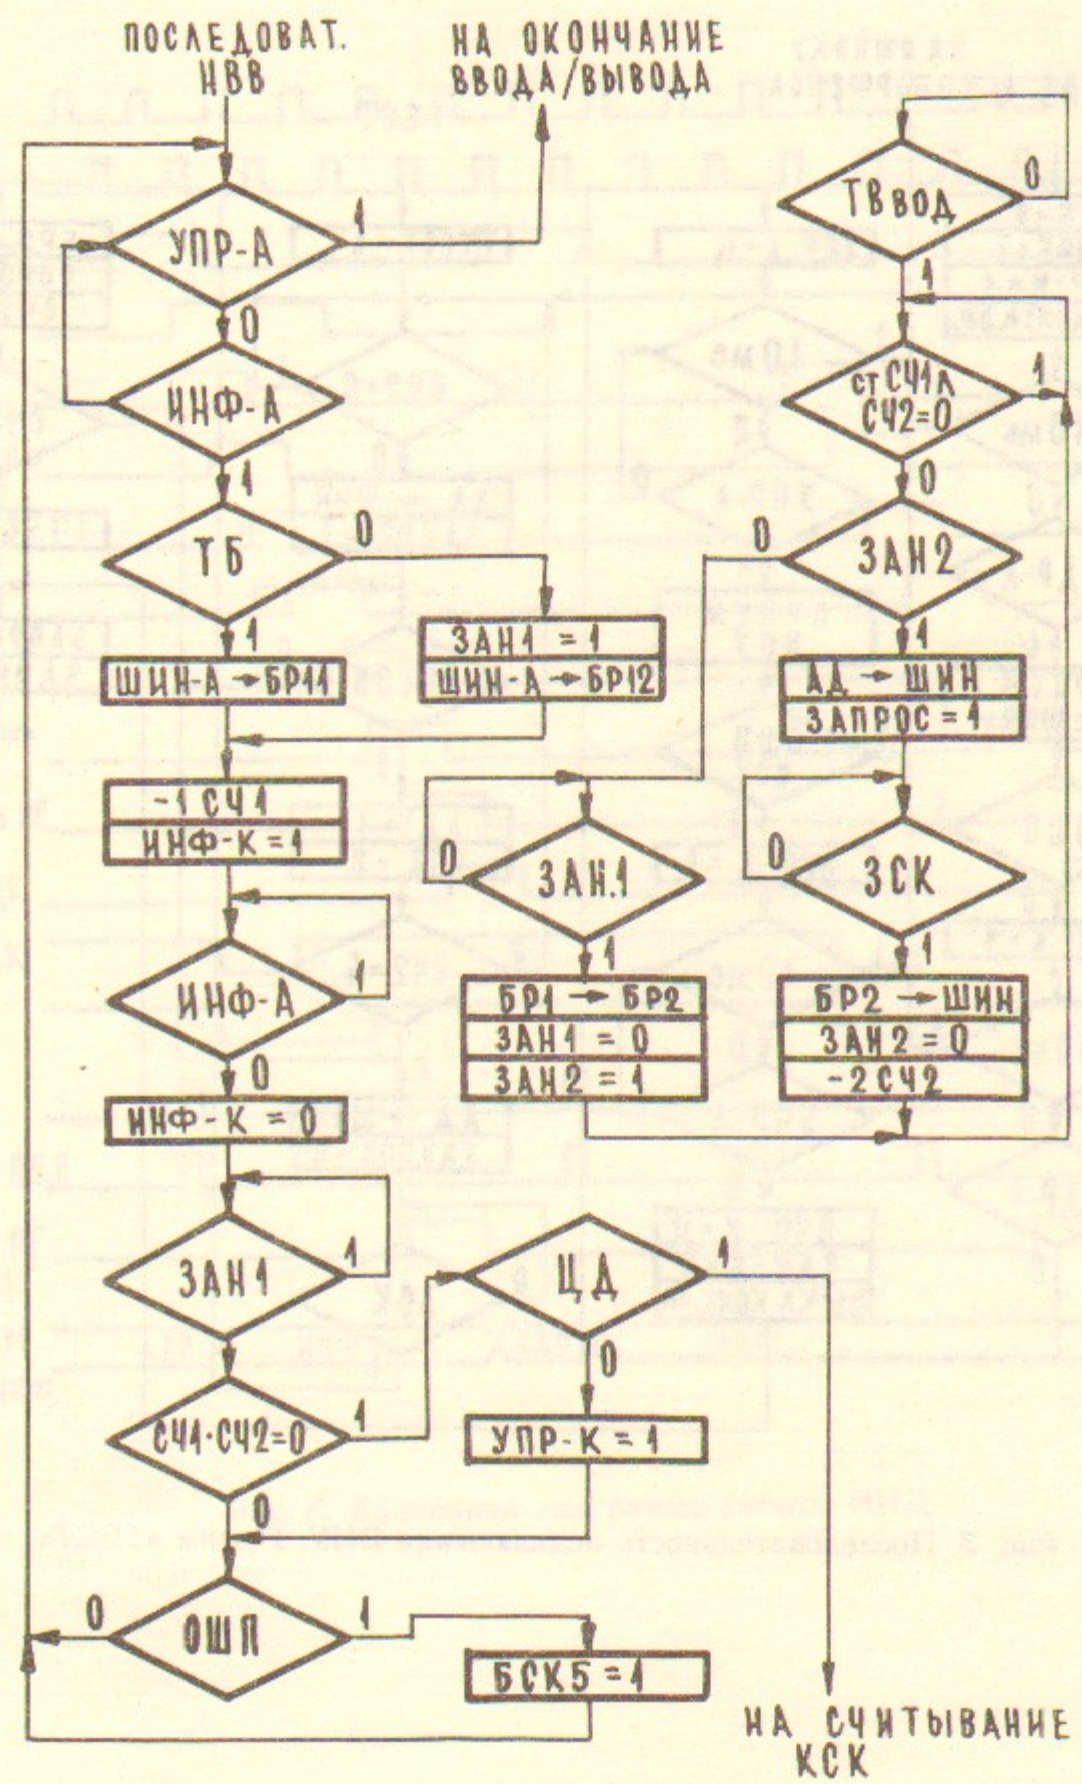 ПОСЛЕДОВАТ.
НВВ
НА ОКОНЧАНИЕ
ВВОДА/ВЫВОДА
УПР-А
1
0
ИНФ-А
1
ТБ
0
1
ШИН-А → БР11
ЗАН1 = 1
ШИН-А → БР12
-1 СЧ1
ИНФ-К = 1
ИНФ-А
1
0
ИНФ-К = 0
ЗАН1
1
СЧ1·СЧ2=0
1
0
ОШП
0
1
БСК5 = 1
ЦД
1
0
УПР-К = 1
НА СЧИТЫВАНИЕ
КСК
ТВвод
0
1
ст СЧ1 ʌ
СЧ2=0
1
0
ЗАН2
0
1
АД → ШИН
ЗАПРОС = 1
ЗАН.1
0
1
БР1 → БР2
ЗАН1 = 0
ЗАН2 = 1
ЗСК
0
1
БР2 → ШИН
ЗАН2 = 0
-2 СЧ2